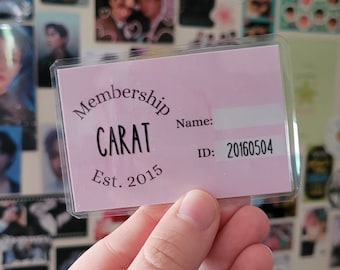 Membership
CARAT
Est. 2015
Name:
ID: 20160504